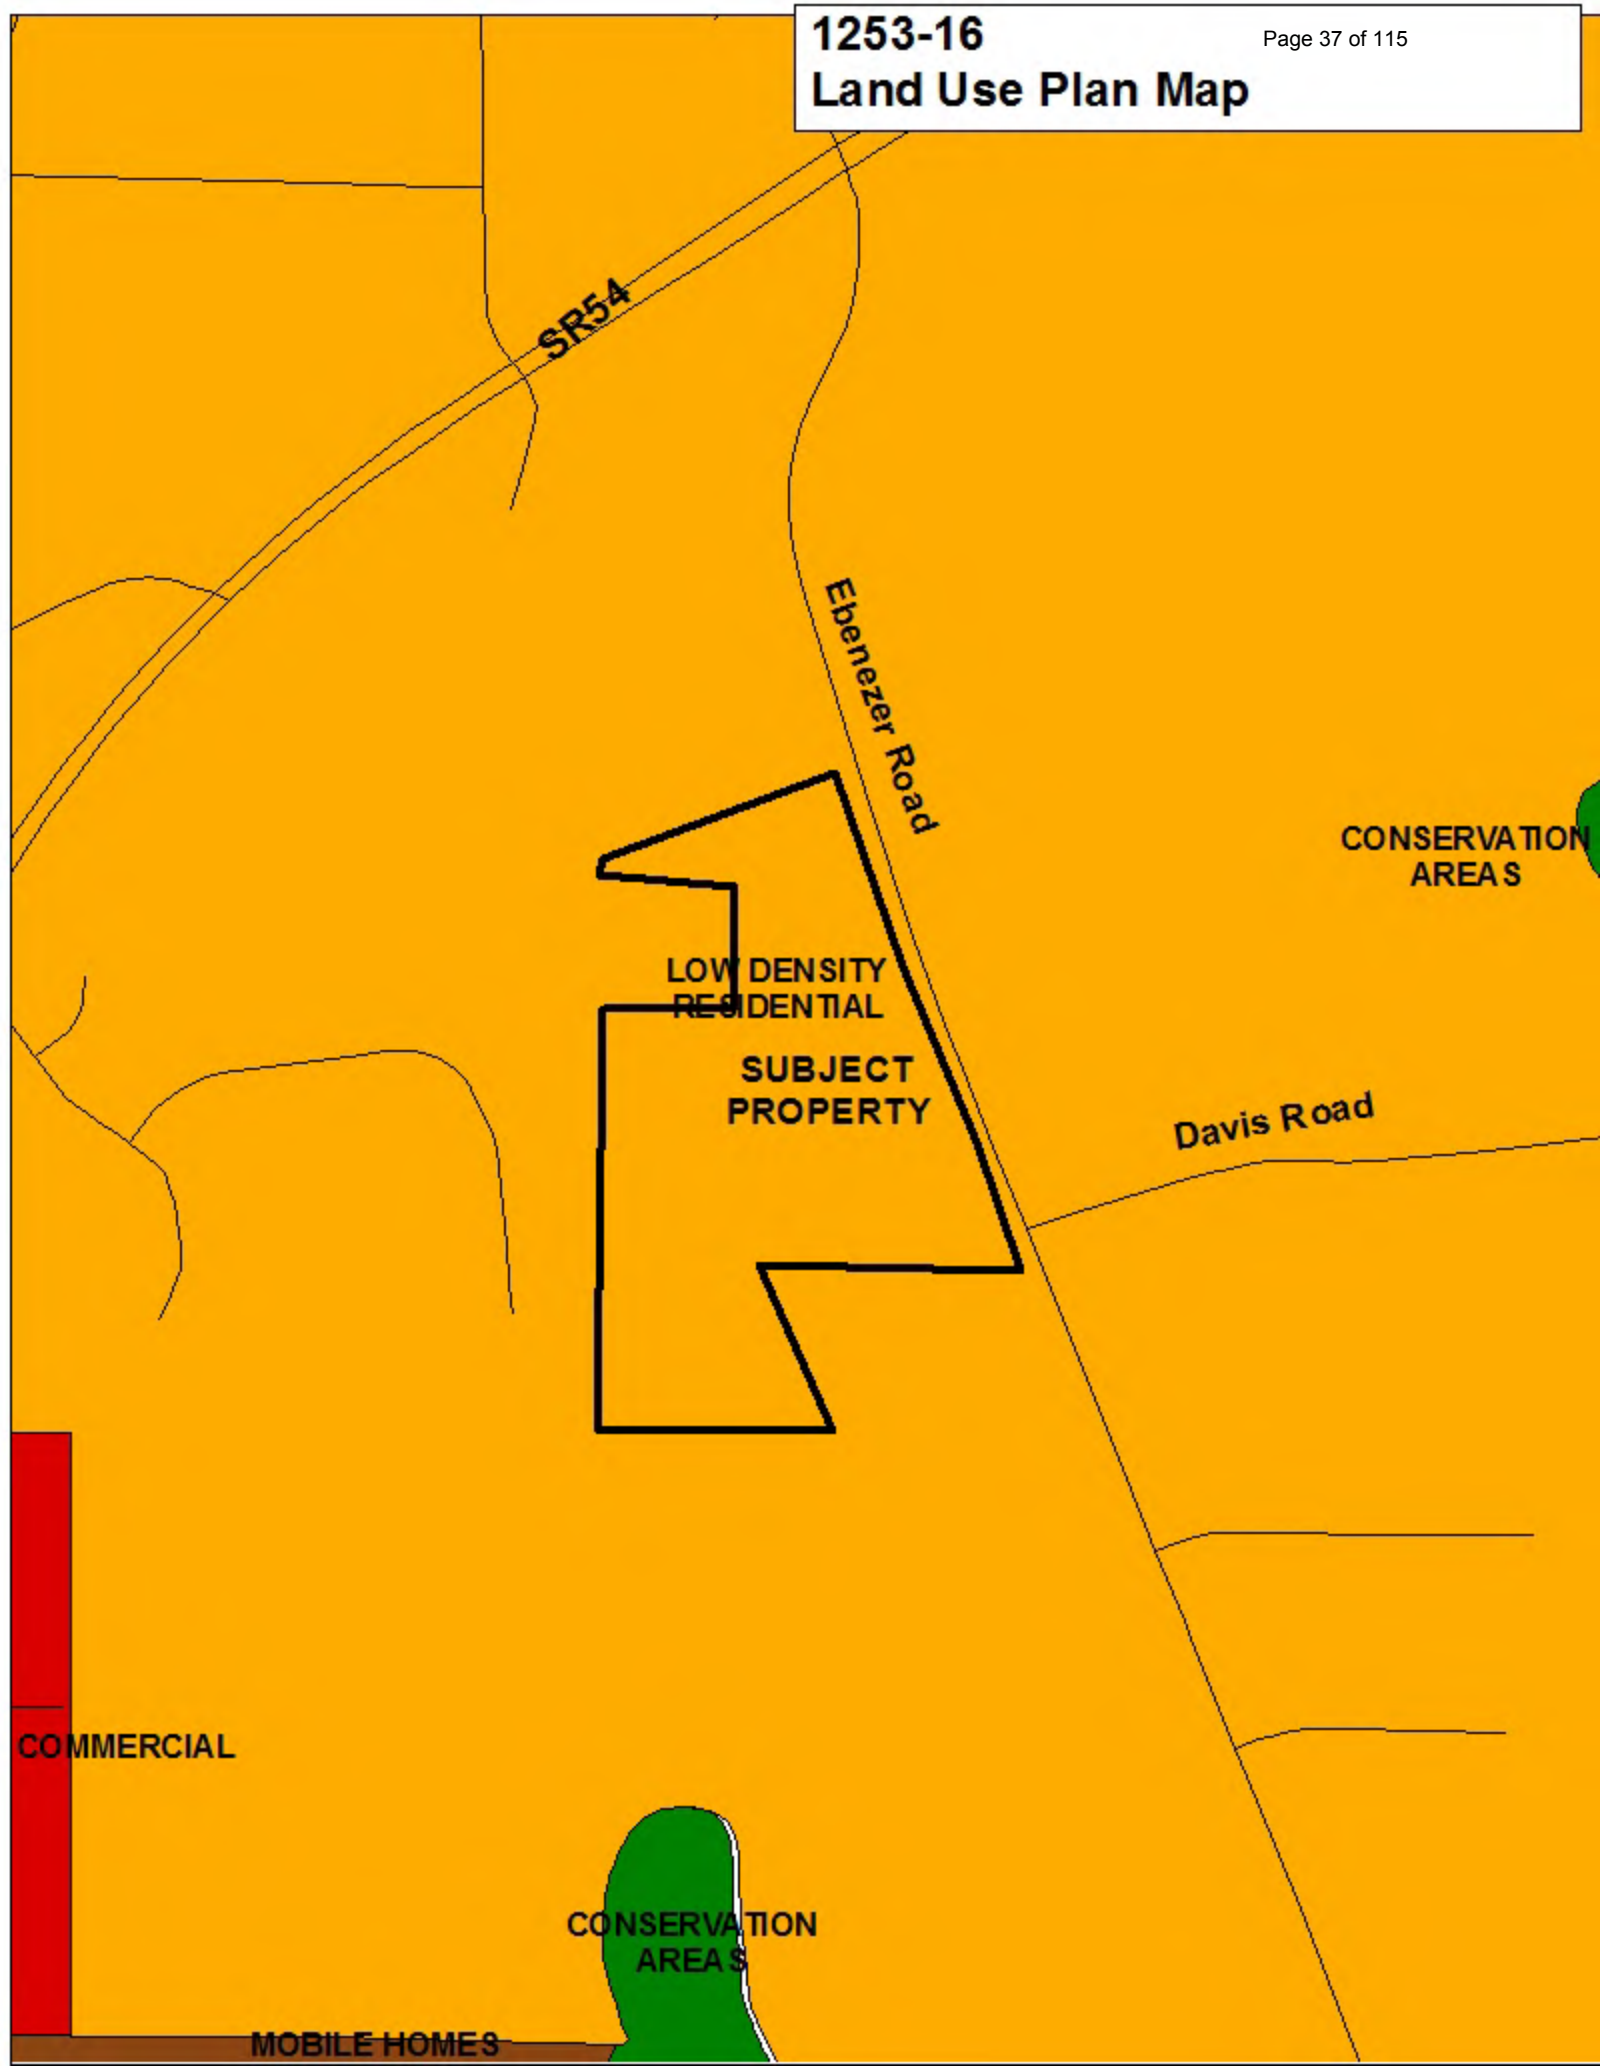 1253-16
Page 37 of 115
Land Use Plan Map
SR54
Ebenezer Road
CONSERVATION
AREAS
LOW DENSITY
RESIDENTIAL
SUBJECT
PROPERTY
Davis Road
COMMERCIAL
CONSERVATION
AREAS
MOBILE HOMES